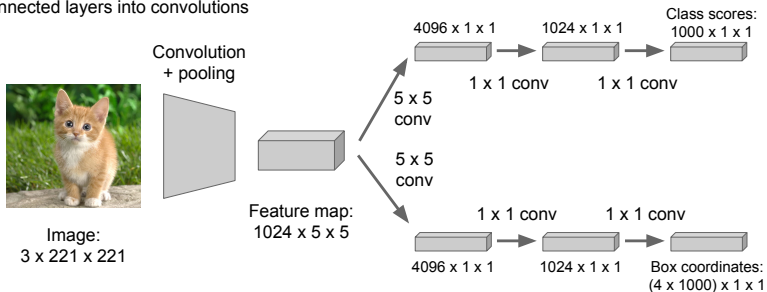 nnected layers into convolutions
Convolution
+ pooling
Image:
3 x 221 x 221
Feature map:
1024 x 5 x 5
5 x 5
conv
5 x 5
conv
4096 x 1 x 1
1024 x 1 x 1
Class scores:
1000 x 1 x 1
1 x 1 conv
1 x 1 conv
1 x 1 conv
1 x 1 conv
4096 x 1 x 1
1024 x 1 x 1
Box coordinates:
(4 x 1000) x 1 x 1